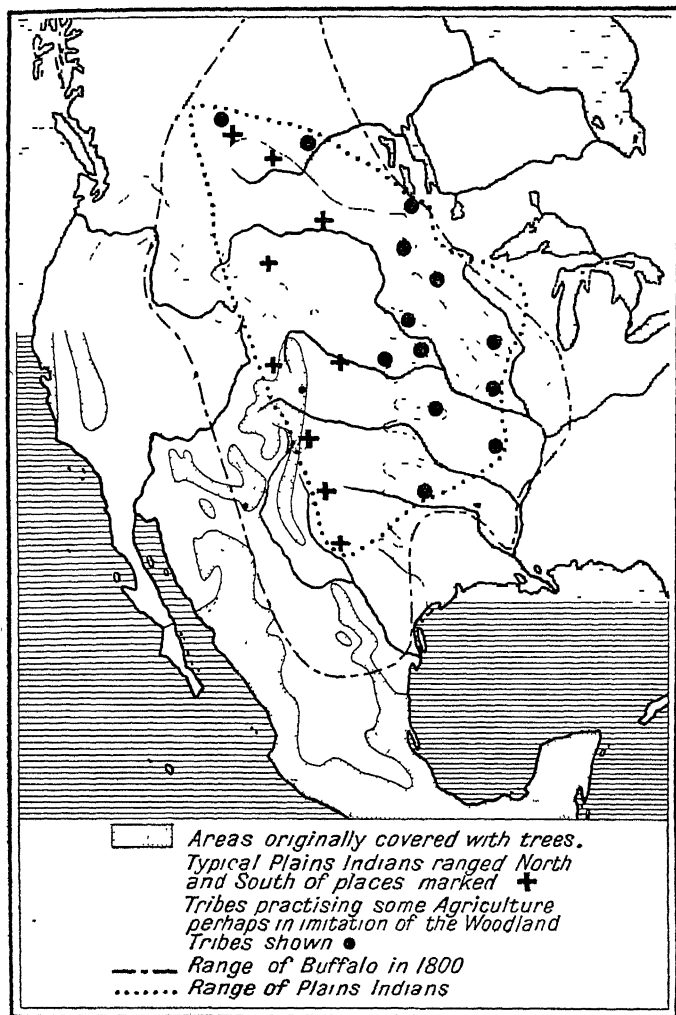 Areas originally covered with trees.
Typical Plains Indians ranged North
and South of places marked
Tribes practising some Agriculture
perhaps in imitation of the Woodland
Tribes shown
Range of Buffalo in 1800
Range of Plains Indians